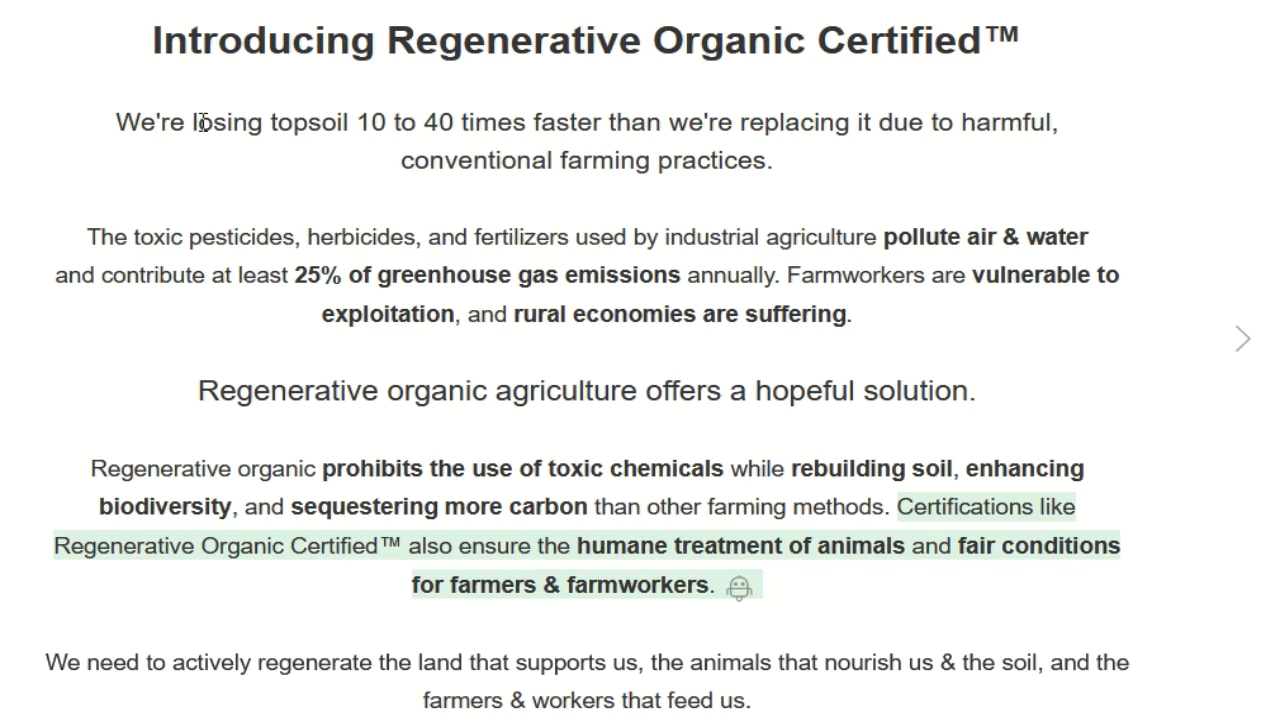 Introducing Regenerative Organic Certified™
We're losing topsoil 10 to 40 times faster than we're replacing it due to harmful,
conventional farming practices.
The toxic pesticides, herbicides, and fertilizers used by industrial agriculture pollute air & water
and contribute at least 25% of greenhouse gas emissions annually. Farmworkers are vulnerable to
exploitation, and rural economies are suffering.
Regenerative organic agriculture offers a hopeful solution.
Regenerative organic prohibits the use of toxic chemicals while rebuilding soil, enhancing
biodiversity, and sequestering more carbon than other farming methods. Certifications like
Regenerative Organic Certified™ also ensure the humane treatment of animals and fair conditions
for farmers & farmworkers.
We need to actively regenerate the land that supports us, the animals that nourish us & the soil, and the
farmers & workers that feed us.